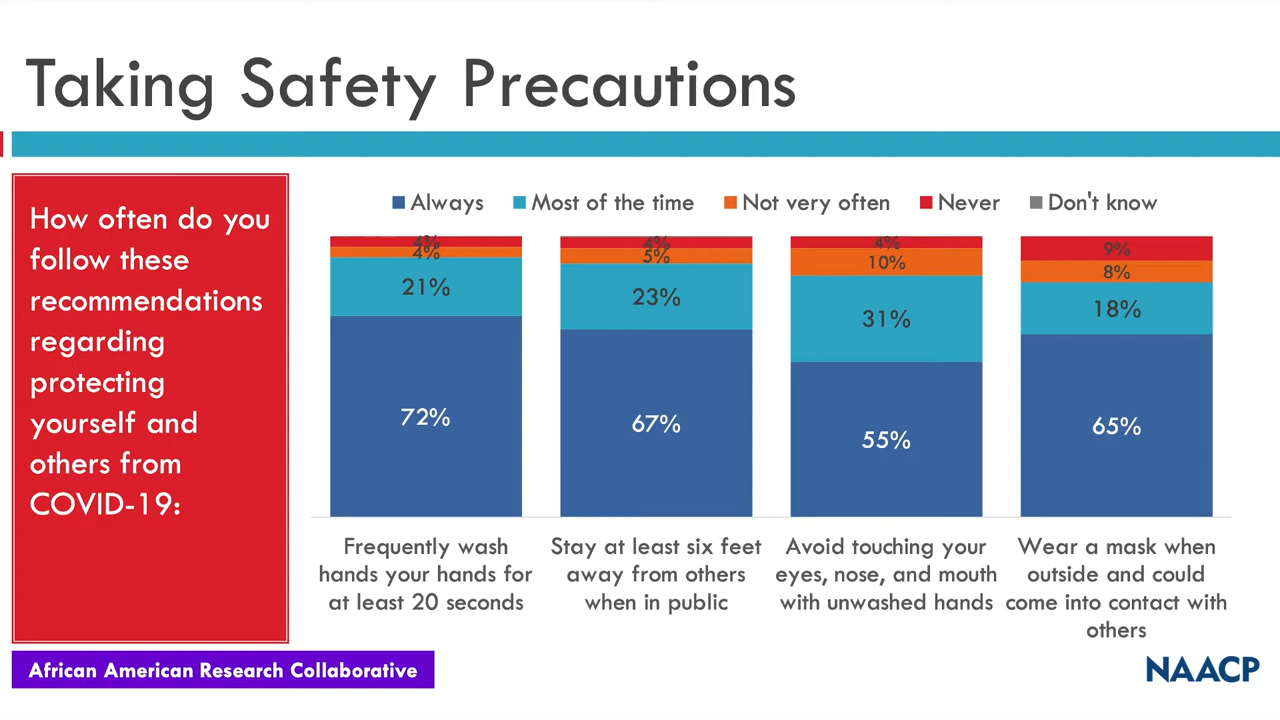 Taking Safety Precautions
How often do you
follow these
recommendations
regarding
protecting
yourself and
others from
COVID-19:
Always
Most of the time
Not very often
Never
Don't know
4%
4%
21%
72%
4%
5%
23%
67%
4%
10%
31%
55%
9%
8%
18%
65%
Frequently wash
hands your hands for
at least 20 seconds
Stay at least six feet
away from others
when in public
Avoid touching your
eyes, nose, and mouth
with unwashed hands
Wear a mask when
outside and could
come into contact with
others
African American Research Collaborative
NAACP